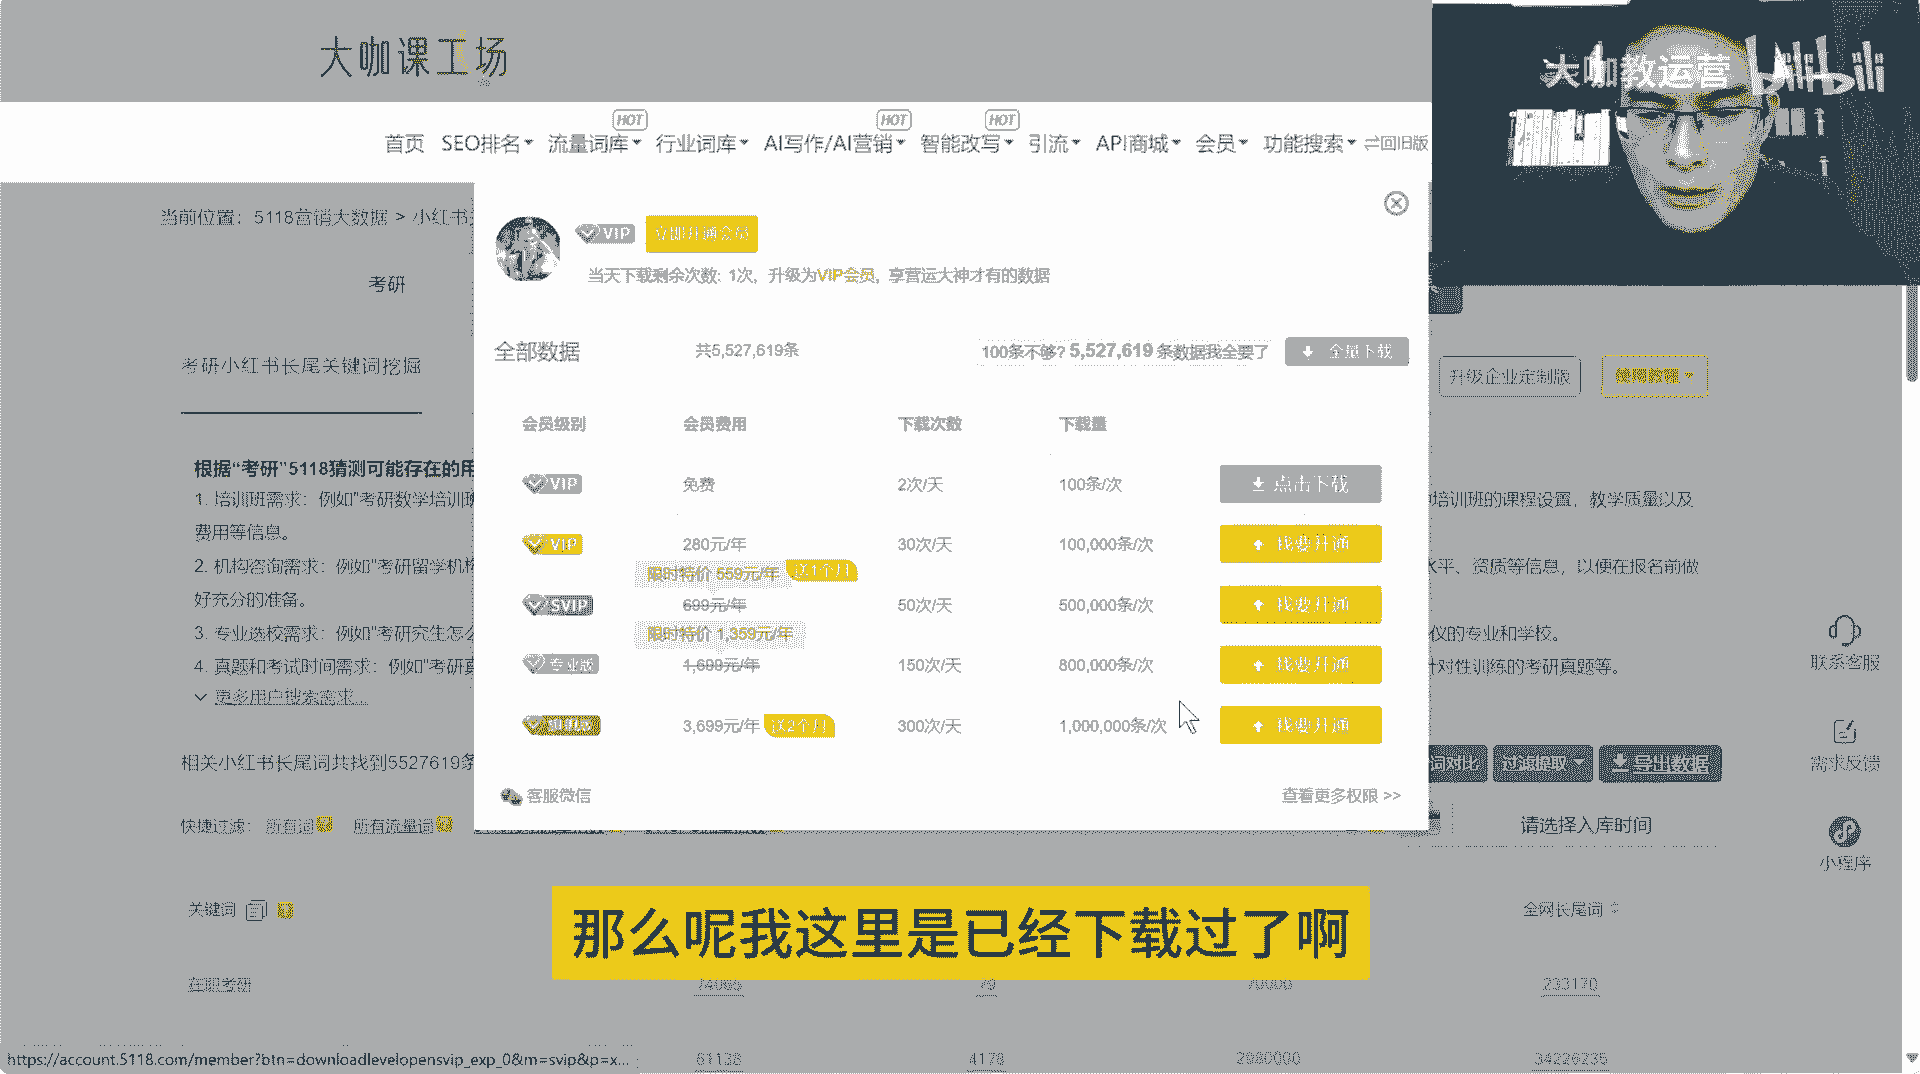 大咖课工场
大咖教运营 bilibili
HOT
HOT
HOT
首页 SEO排名 流量词库 行业词库 AI写作/AI营销 智能改写 引流 API商城 会员 功能搜索 回旧版
当前位置: 5118营销大数据 > 小红书
VIP 立即开通会员
当天下载剩余次数: 1次, 升级为VIP会员, 享营运大神才有的数据
考研
全部数据 共5,527,619条 100条不够? 5,527,619 条数据我全要了 全量下载
考研小红书长尾关键词挖掘
升级企业定制版 使用教程
会员级别 会员费用 下载次数 下载量
根据“考研”5118猜测可能存在的用
VIP 免费 2次/天 100条/次 点击下载
1. 培训班需求: 例如“考研数学培训班
培训班的课程设置, 教学质量以及
费用等信息。
VIP 280元/年 30次/天 100,000条/次 我要开通
2. 机构咨询需求: 例如“考研留学机构
水平、资质等信息, 以便在报名前做
限时特价 559元/年 送1个月
好充分的准备。
SVIP 699元/年 50次/天 500,000条/次 我要开通
3. 专业选校需求: 例如“考研究生怎么
仪的专业和学校。
限时特价 1,359元/年
4. 真题和考试时间需求: 例如“考研真
针对性训练的考研真题等。
专业版 1,699元/年 150次/天 800,000条/次 我要开通
更多用户搜索需求...
3,699元/年 送2个月 300次/天 1,000,000条/次 我要开通
联系客服
需求反馈
小程序
相关小红书长尾词共找到5527619条
词对比 过滤提取 导出数据
客服微信 查看更多权限 >>
快捷过滤: 所有词 所有流量词
请选择入库时间
关键词 全网长尾词
那么呢我这里是已经下载过了啊
在职考研 74065 79 70000 233170
https://account.5118.com/member?btn=downloadlevelopensvip_exp_0&m=svip&p=x...
61138 4178 2980000 34226235